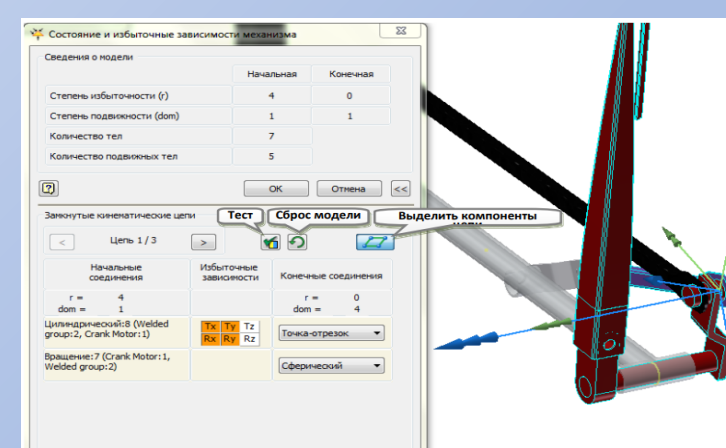 Состояние и избыточные зависимости механизма
Сведения о модели
Начальная Конечная
Степень избыточности (r) 4 0
Степень подвижности (dom) 1 1
Количество тел 7
Количество подвижных тел 5
? ОК Отмена <<
Замкнутые кинематические цепи
Тест Сброс модели Выделить компоненты
цепи
< Цепь 1 / 3 >
Начальные
соединения
Избыточные
зависимости
Конечные соединения
r = 4
dom = 1
r = 0
dom = 4
Цилиндрический:8 (Welded
group:2, Crank Motor:1)
Tx Ty Tz
Rx Ry Rz
Точка-отрезок
Вращение:7 (Crank Motor:1,
Welded group:2)
Сферический